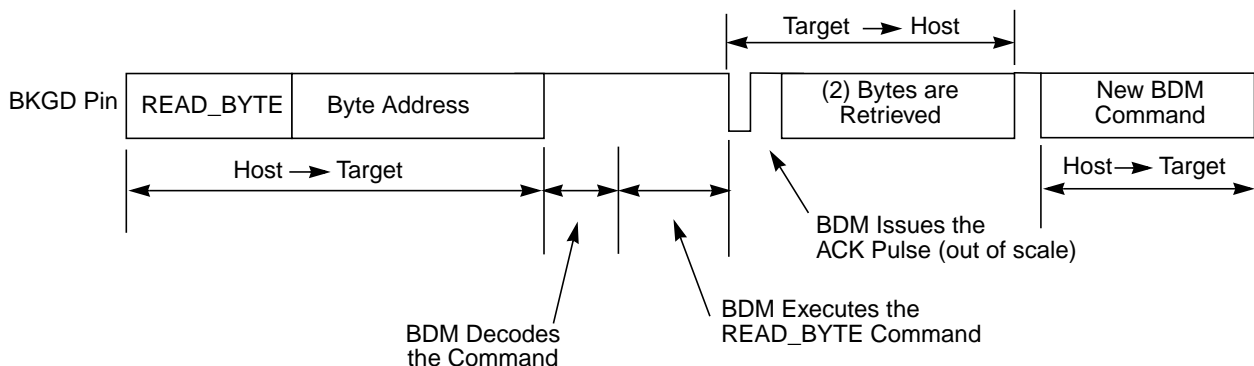 Target → Host
BKGD Pin
READ_BYTE
Byte Address
(2) Bytes are
Retrieved
New BDM
Command
Host → Target
Host → Target
BDM Issues the
ACK Pulse (out of scale)
BDM Decodes
the Command
BDM Executes the
READ_BYTE Command